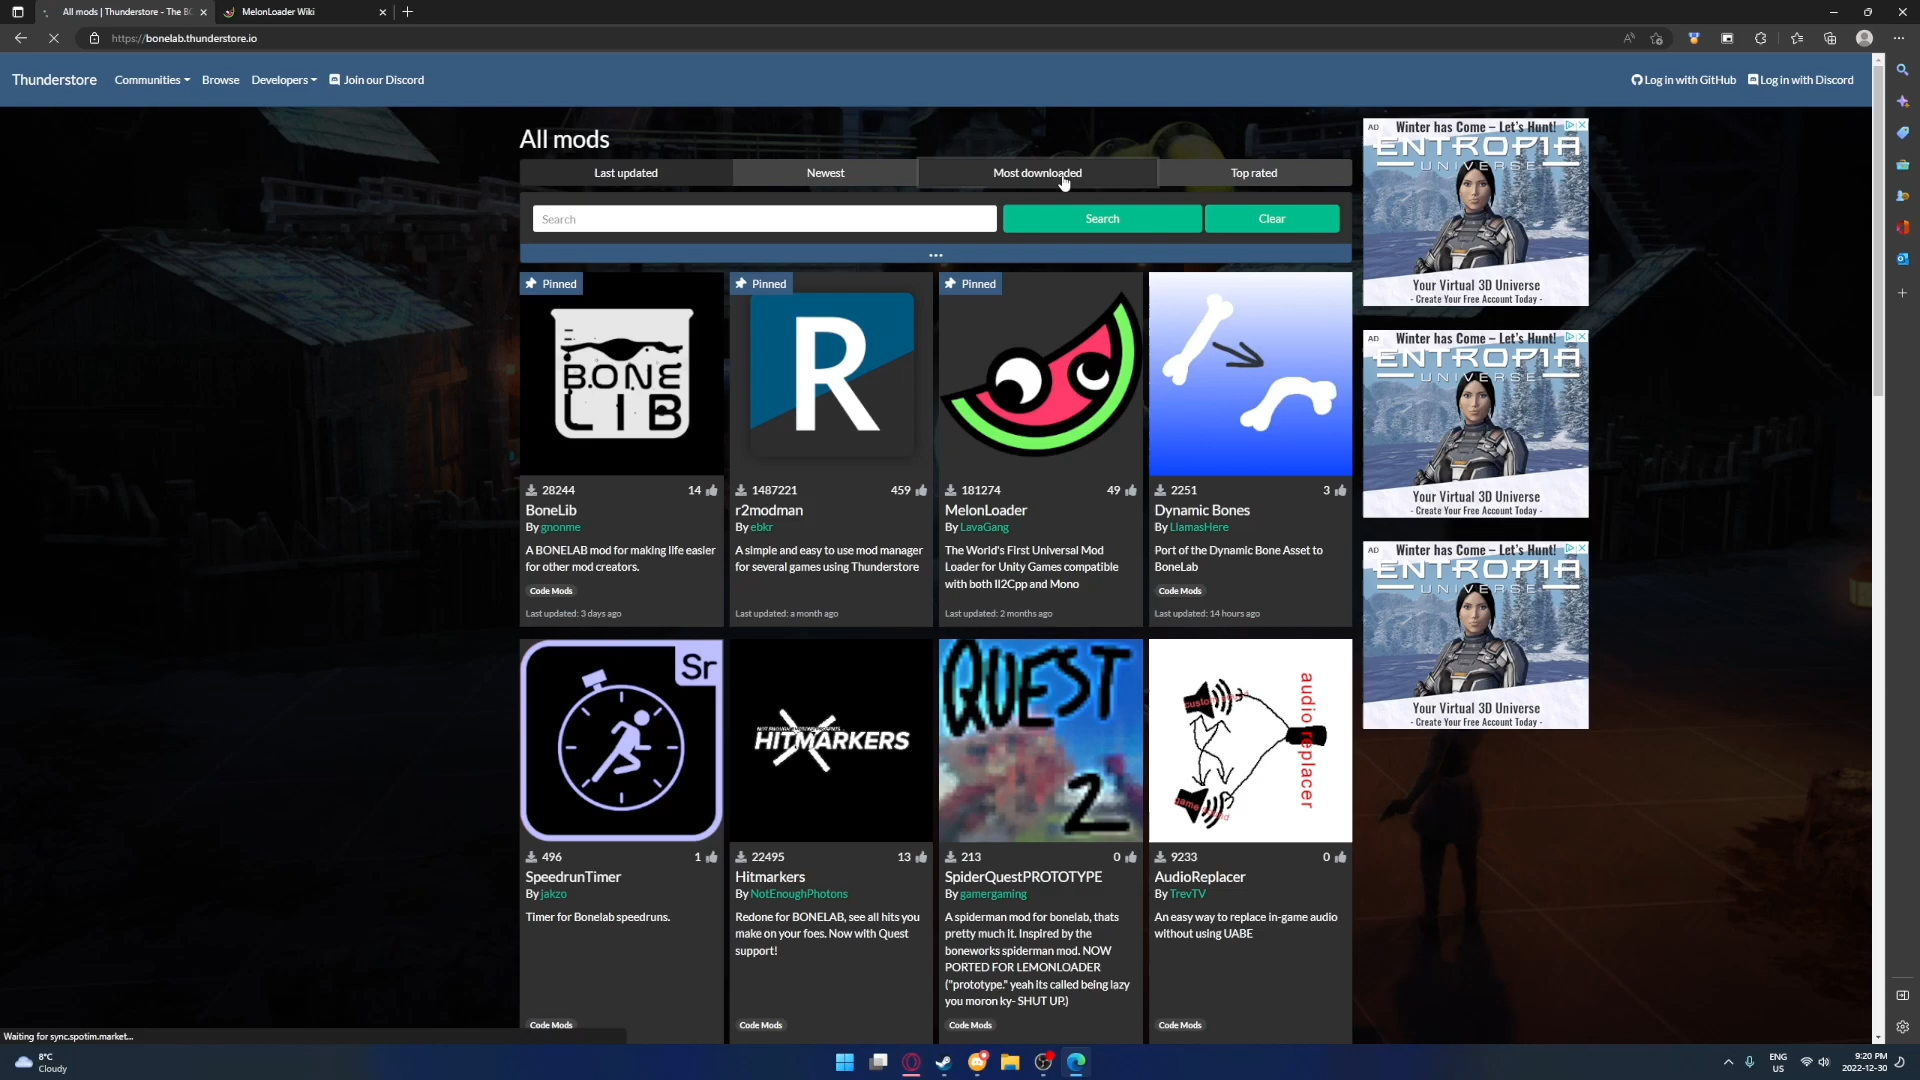 All mods | Thunderstore - The BO
MelonLoader Wiki
https://bonelab.thunderstore.io
Thunderstore Communities Browse Developers Join our Discord Log in with GitHub Log in with Discord
All mods
Last updated Newest Most downloaded Top rated
Search Search Clear
...
Pinned Pinned Pinned
BONE
LIB
R
28244 14 1487221 459 181274 49 2251 3
BoneLib r2modman MelonLoader Dynamic Bones
By gnonme By ebkr By LavaGang By LlamasHere
A BONELAB mod for making life easier
for other mod creators.
Code Mods
Last updated: 3 days ago
A simple and easy to use mod manager
for several games using Thunderstore
Last updated: a month ago
The World's First Universal Mod
Loader for Unity Games compatible
with both Il2Cpp and Mono
Last updated: 2 months ago
Port of the Dynamic Bone Asset to
BoneLab
Code Mods
Last updated: 14 hours ago
Sr
HITMARKERS
QUEST
2
audio replacer
game sound
496 1 22495 13 213 0 9233 0
SpeedrunTimer Hitmarkers SpiderQuestPROTOTYPE AudioReplacer
By jakzo By NotEnoughPhotons By gamergaming By TrevTV
Timer for Bonelab speedruns.
Code Mods
Redone for BONELAB, see all hits you
make on your foes. Now with Quest
support!
Code Mods
A spiderman mod for bonelab, thats
pretty much it. Inspired by the
boneworks spiderman mod. NOW
PORTED FOR LEMONLOADER
("prototype." yeah its called being lazy
you moron ky- SHUT UP.)
Code Mods
An easy way to replace in-game audio
without using UABE
Code Mods
AD Winter has Come – Let's Hunt!
ENTROPIA
UNIVERSE
Your Virtual 3D Universe
- Create Your Free Account Today -
AD Winter has Come – Let's Hunt!
ENTROPIA
UNIVERSE
Your Virtual 3D Universe
- Create Your Free Account Today -
AD Winter has Come – Let's Hunt!
ENTROPIA
UNIVERSE
Your Virtual 3D Universe
- Create Your Free Account Today -
Waiting for sync.spotim.market...
8°C
Cloudy
ENG
US
9:20 PM
2022-12-30